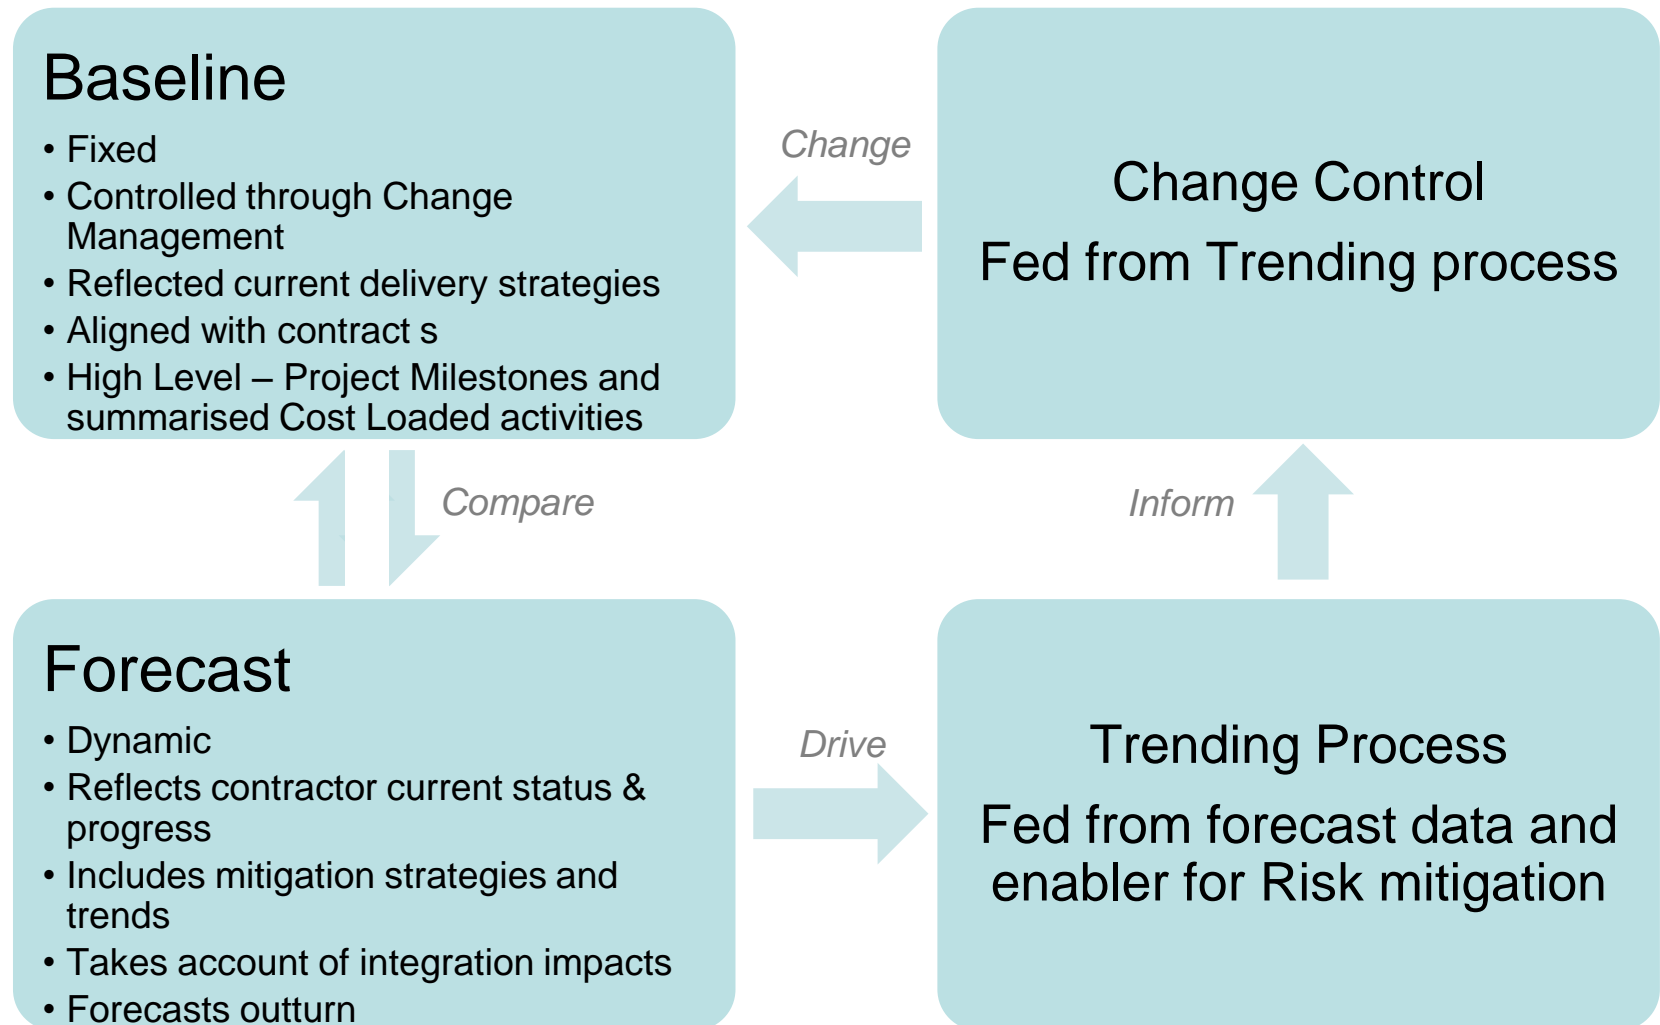 Baseline
• Fixed
• Controlled through Change
Management
• Reflected current delivery strategies
• Aligned with contract s
• High Level – Project Milestones and
summarised Cost Loaded activities
Change
Change Control
Fed from Trending process
Compare
Inform
Forecast
• Dynamic
• Reflects contractor current status &
progress
• Includes mitigation strategies and
trends
• Takes account of integration impacts
• Forecasts outturn
Drive
Trending Process
Fed from forecast data and
enabler for Risk mitigation